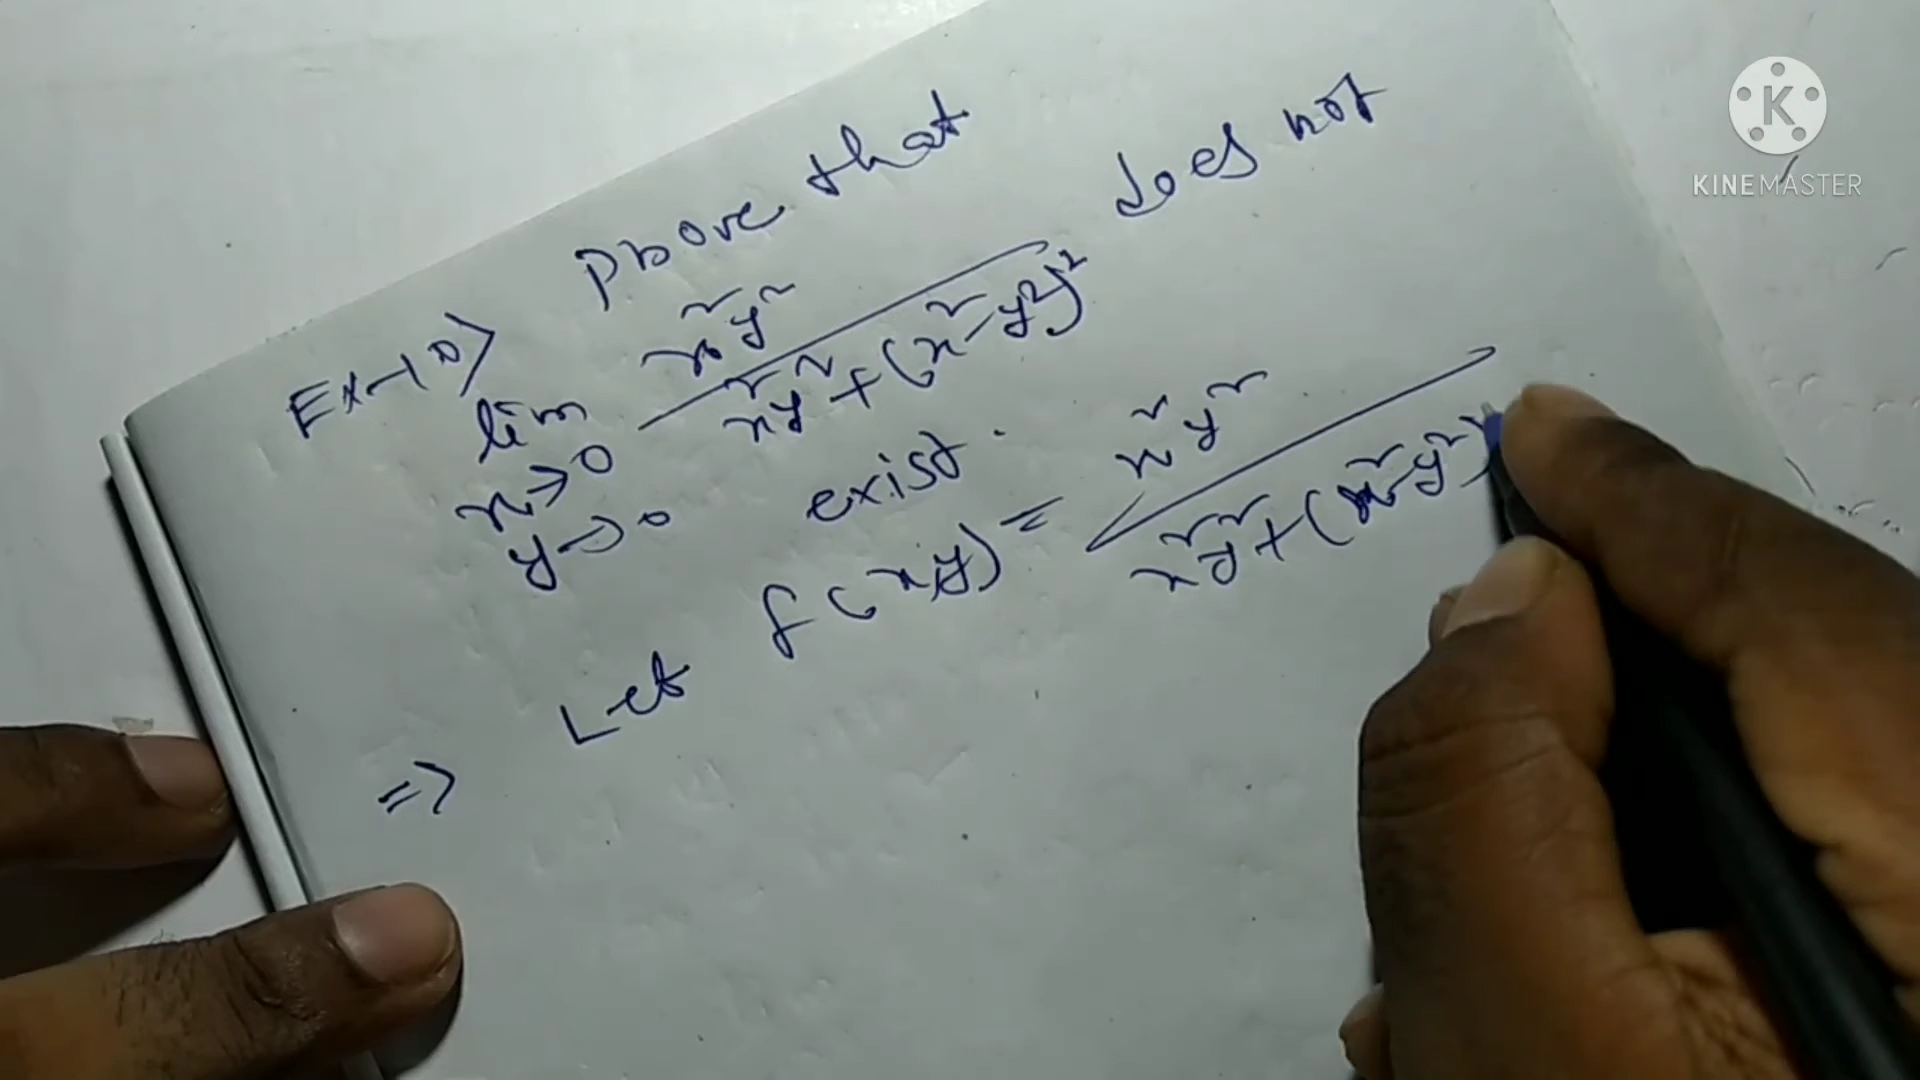 Ex-10> Prove that
lim x→0 y→0 x²y² / x²y² + (x²-y²)² does not
exist.
=> Let f(x,y) = x²y² / x²y² + (x²-y²)
KINEMASTER